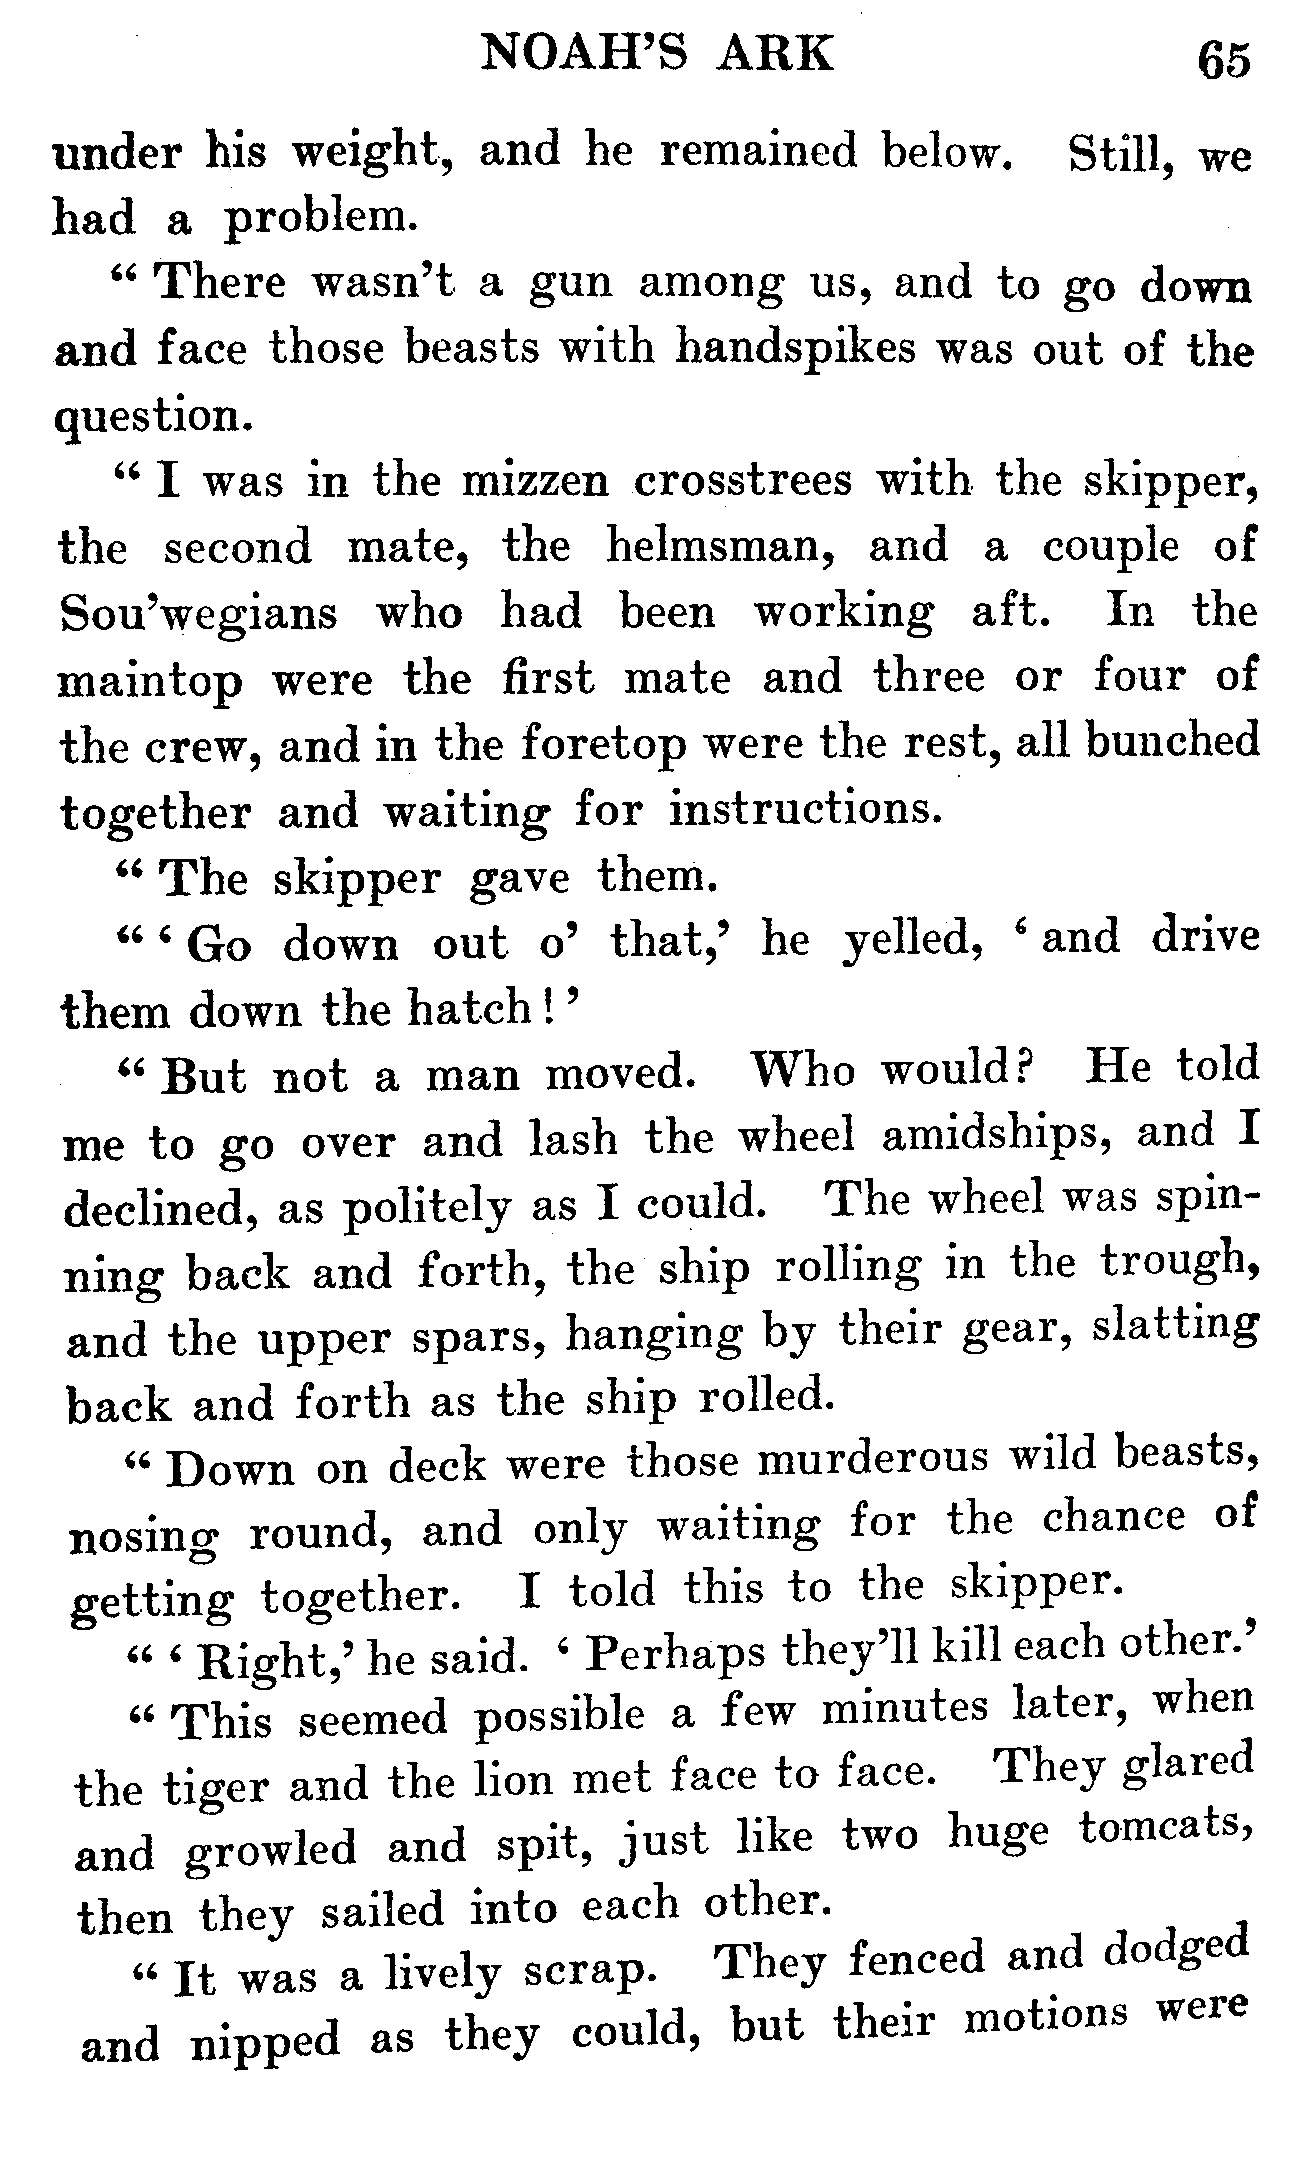 NOAH'S ARK 65
under his weight, and he remained below. Still, we
had a problem.
“ There wasn't a gun among us, and to go down
and face those beasts with handspikes was out of the
question.
“ I was in the mizzen crosstrees with the skipper,
the second mate, the helmsman, and a couple of
Sou'wegians who had been working aft. In the
maintop were the first mate and three or four of
the crew, and in the foretop were the rest, all bunched
together and waiting for instructions.
“ The skipper gave them.
“ ‘ Go down out o' that,’ he yelled, ‘ and drive
them down the hatch ! ’
“ But not a man moved. Who would? He told
me to go over and lash the wheel amidships, and I
declined, as politely as I could. The wheel was spin-
ning back and forth, the ship rolling in the trough,
and the upper spars, hanging by their gear, slatting
back and forth as the ship rolled.
“ Down on deck were those murderous wild beasts,
nosing round, and only waiting for the chance of
getting together. I told this to the skipper.
“ ‘ Right,’ he said. ‘ Perhaps they'll kill each other.’
“ This seemed possible a few minutes later, when
the tiger and the lion met face to face. They glared
and growled and spit, just like two huge tomcats,
then they sailed into each other.
“ It was a lively scrap. They fenced and dodged
and nipped as they could, but their motions were